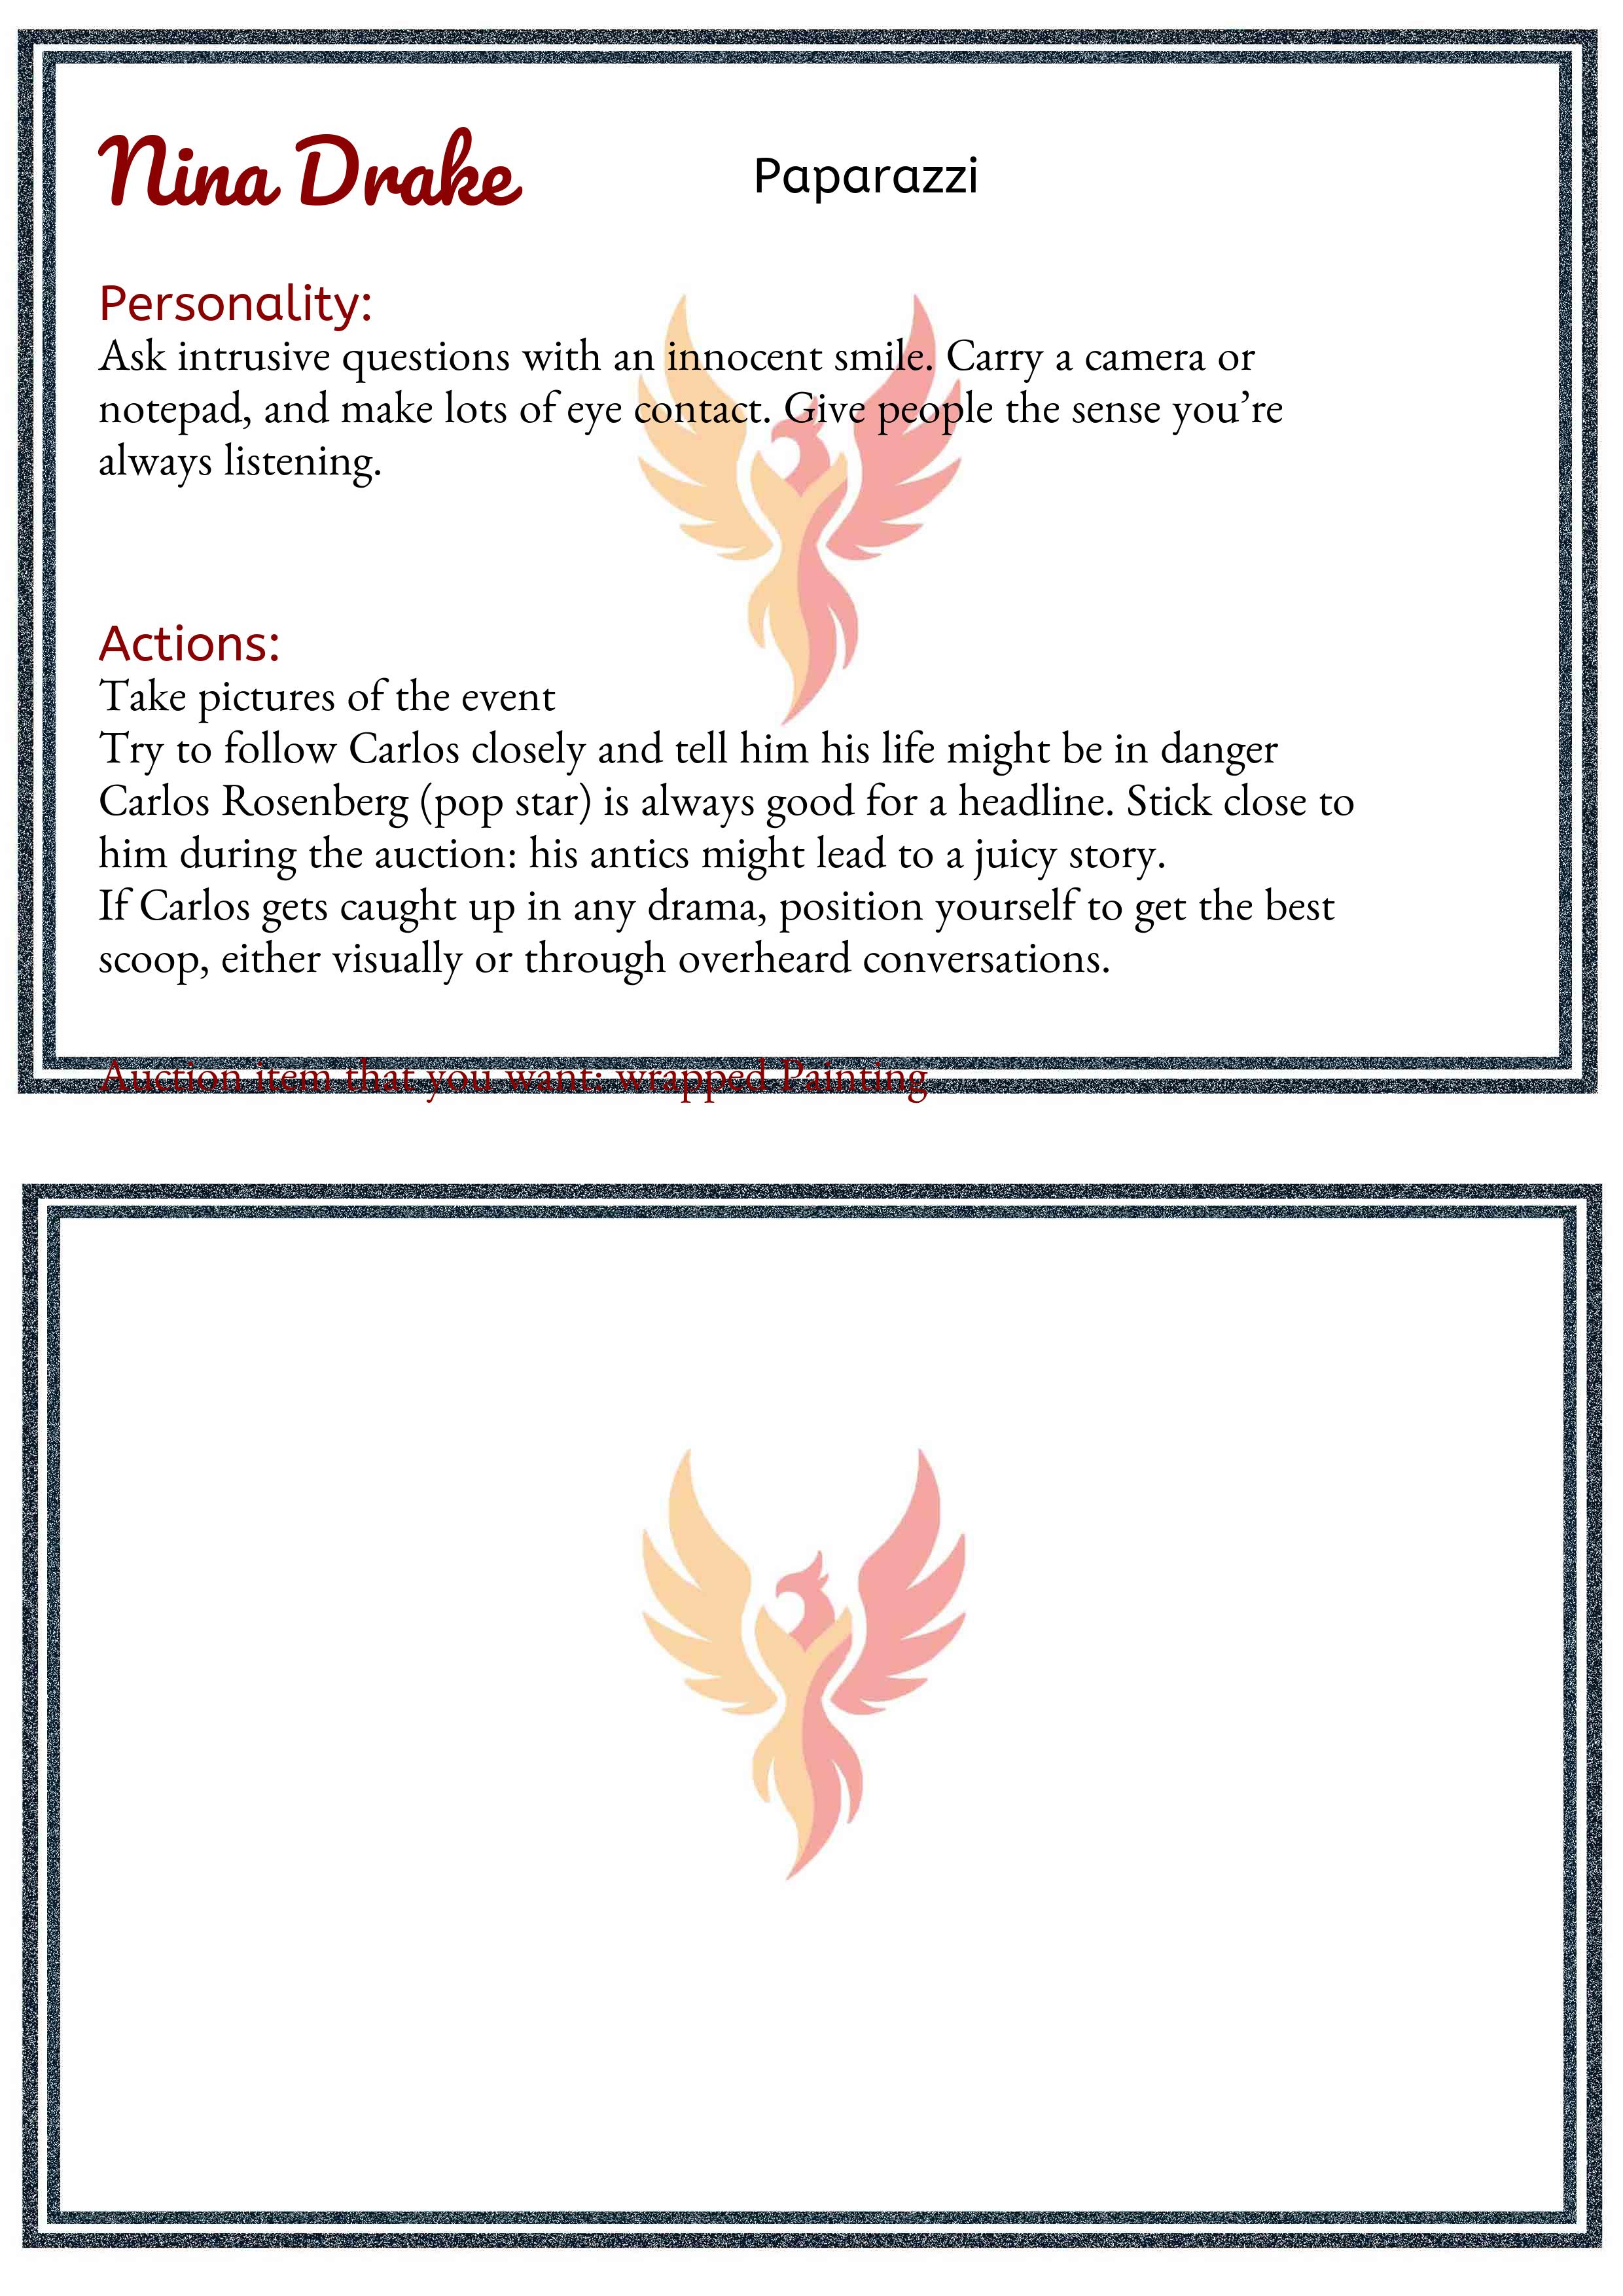 Nina Drake
Paparazzi
Personality:
Ask intrusive questions with an innocent smile. Carry a camera or
notepad, and make lots of eye contact. Give people the sense you’re
always listening.
Actions:
Take pictures of the event
Try to follow Carlos closely and tell him his life might be in danger
Carlos Rosenberg (pop star) is always good for a headline. Stick close to
him during the auction: his antics might lead to a juicy story.
If Carlos gets caught up in any drama, position yourself to get the best
scoop, either visually or through overheard conversations.
Auction item that you want: wrapped Painting